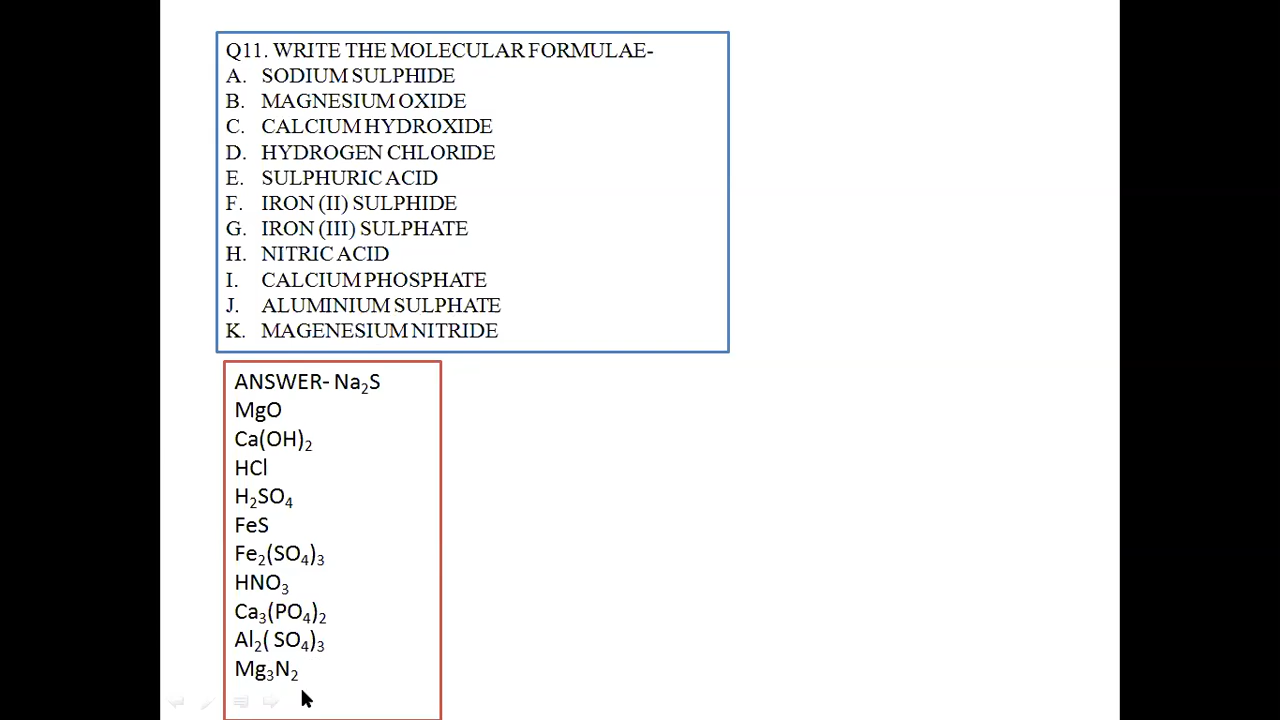 Q11. WRITE THE MOLECULAR FORMULAE-
A. SODIUM SULPHIDE
B. MAGNESIUM OXIDE
C. CALCIUM HYDROXIDE
D. HYDROGEN CHLORIDE
E. SULPHURIC ACID
F. IRON (II) SULPHIDE
G. IRON (III) SULPHATE
H. NITRIC ACID
I. CALCIUM PHOSPHATE
J. ALUMINIUM SULPHATE
K. MAGENESIUM NITRIDE
ANSWER- Na₂S
MgO
Ca(OH)₂
HCl
H₂SO₄
FeS
Fe₂(SO₄)₃
HNO₃
Ca₃(PO₄)₂
Al₂( SO₄)₃
Mg₃N₂